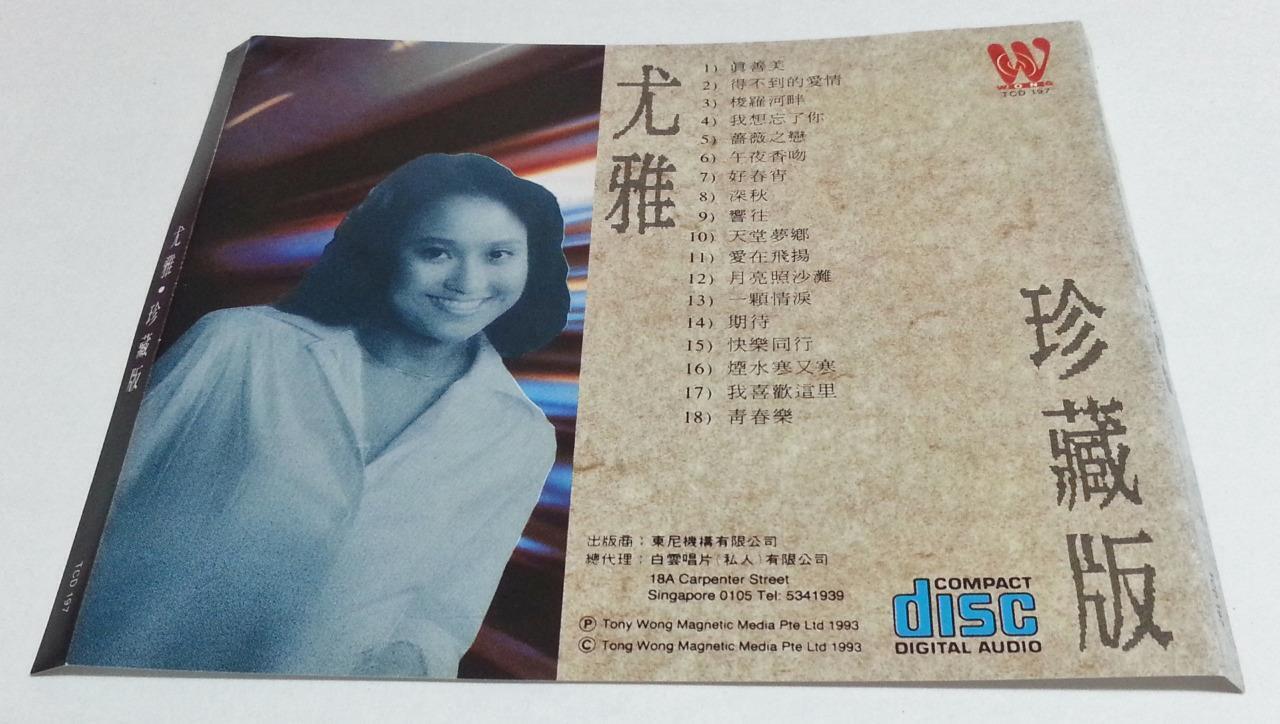 尤雅•珍藏版
TCD 197
尤雅
1) 眞善美
2) 得不到的愛情
3) 梭羅河畔
4) 我想忘了你
5) 薔薇之戀
6) 午夜香吻
7) 好春宵
8) 深秋
9) 響往
10) 天堂夢鄉
11) 愛在飛揚
12) 月亮照沙灘
13) 一顆情淚
14) 期待
15) 快樂同行
16) 煙水寒又寒
17) 我喜歡這里
18) 靑春樂
WONG
TCD 197
珍藏版
出版商：東尼機構有限公司
總代理：白雲唱片(私人)有限公司
18A Carpenter Street
Singapore 0105 Tel: 5341939
Ⓟ Tony Wong Magnetic Media Pte Ltd 1993
© Tong Wong Magnetic Media Pte Ltd 1993
COMPACT
disc
DIGITAL AUDIO